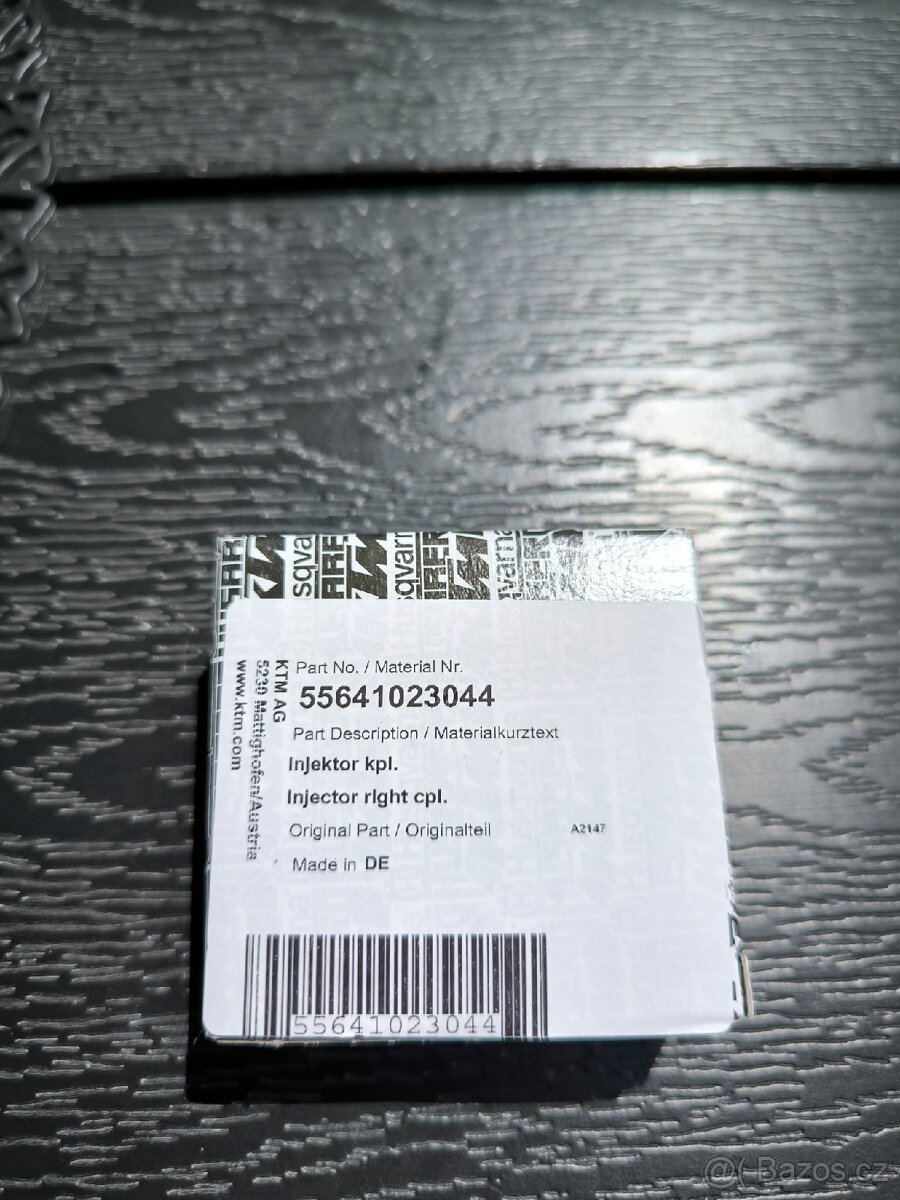 Part No. / Material Nr.
55641023044
Part Description / Materialkurztext
Injektor kpl.
Injector right cpl.
Original Part / Originalteil A2147
Made in DE
KTM AG
5230 Mattighofen/Austria
www.ktm.com
55641023044
@( Bazos.cz